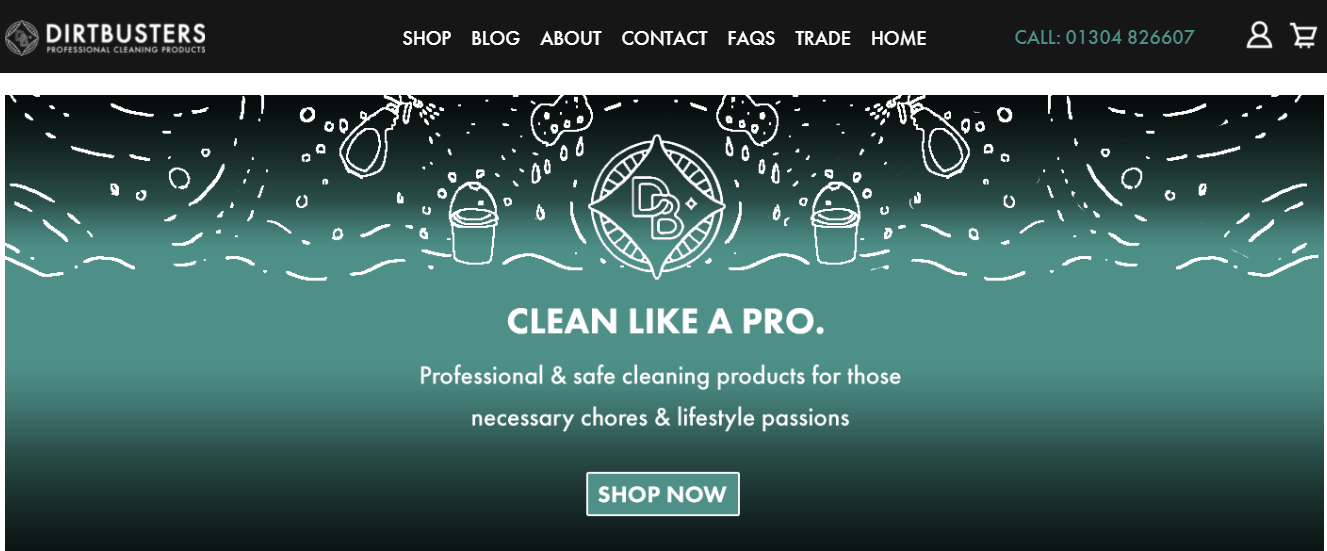 DIRTBUSTERS
PROFESSIONAL CLEANING PRODUCTS
SHOP BLOG ABOUT CONTACT FAQS TRADE HOME
CALL: 01304 826607
DB
CLEAN LIKE A PRO.
Professional & safe cleaning products for those
necessary chores & lifestyle passions
SHOP NOW